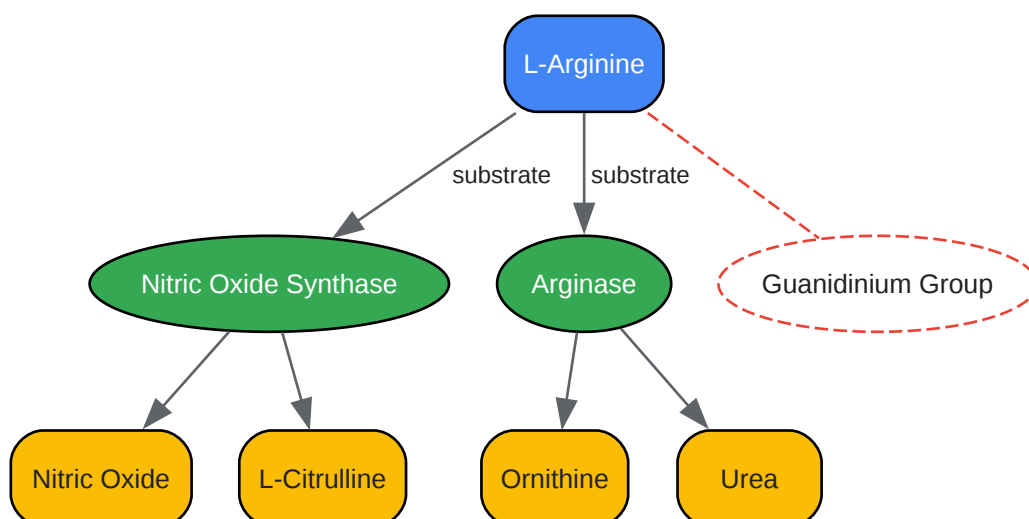 L-Arginine
substrate
substrate
Nitric Oxide Synthase
Arginase
Guanidinium Group
Nitric Oxide
L-Citrulline
Ornithine
Urea